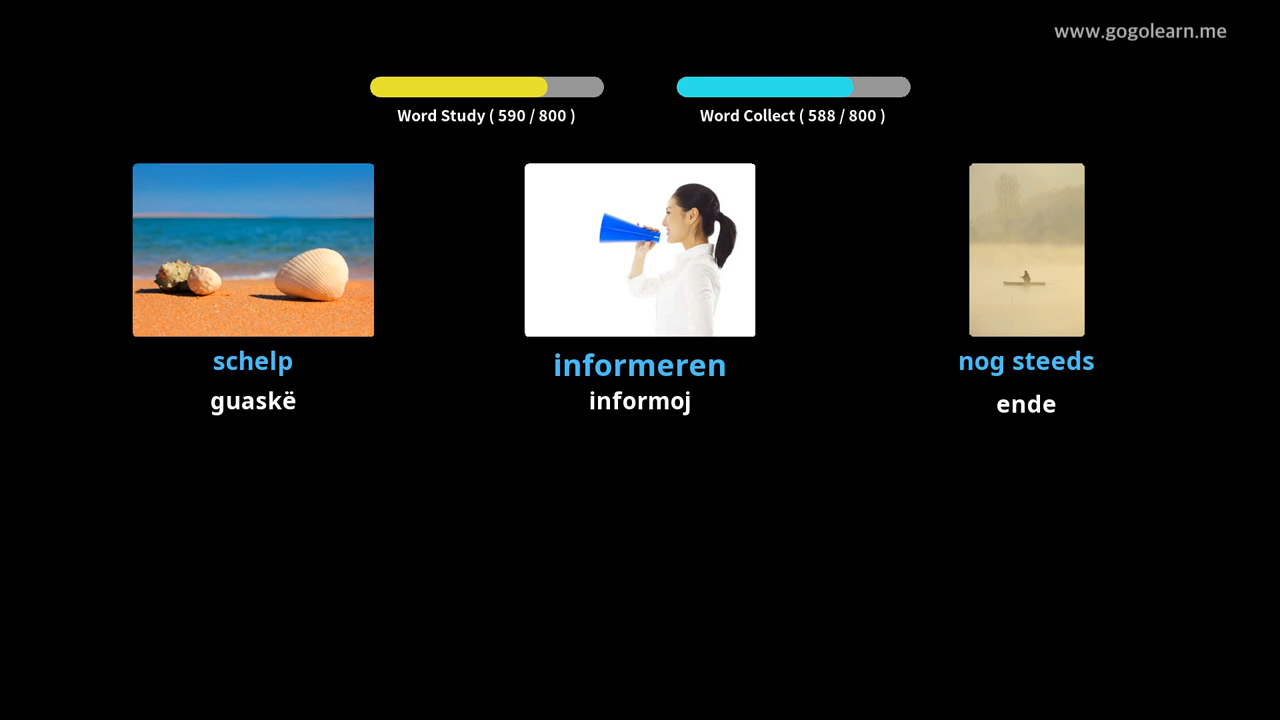 www.gogolearn.me
Word Study ( 590 / 800 )
Word Collect ( 588 / 800 )
schelp
guaskë
informeren
informoj
nog steeds
ende